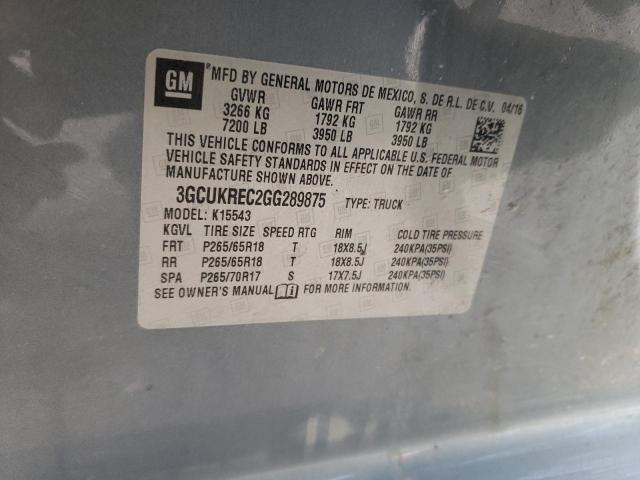 GM
®MFD BY GENERAL MOTORS DE MEXICO, S. DE R.L. DE C.V. 04/16
GVWR GAWR FRT GAWR RR
3266 KG 1792 KG 1792 KG
7200 LB 3950 LB 3950 LB
THIS VEHICLE CONFORMS TO ALL APPLICABLE U.S. FEDERAL MOTOR
VEHICLE SAFETY STANDARDS IN EFFECT ON THE DATE OF
MANUFACTURE SHOWN ABOVE.
3GCUKREC2GG289875 TYPE: TRUCK
MODEL: K15543
KGVL TIRE SIZE SPEED RTG RIM COLD TIRE PRESSURE
FRT P265/65R18 T 18X8.5J 240KPA(35PSI)
RR P265/65R18 T 18X8.5J 240KPA(35PSI)
SPA P265/70R17 S 17X7.5J 240KPA(35PSI)
SEE OWNER'S MANUAL FOR MORE INFORMATION.